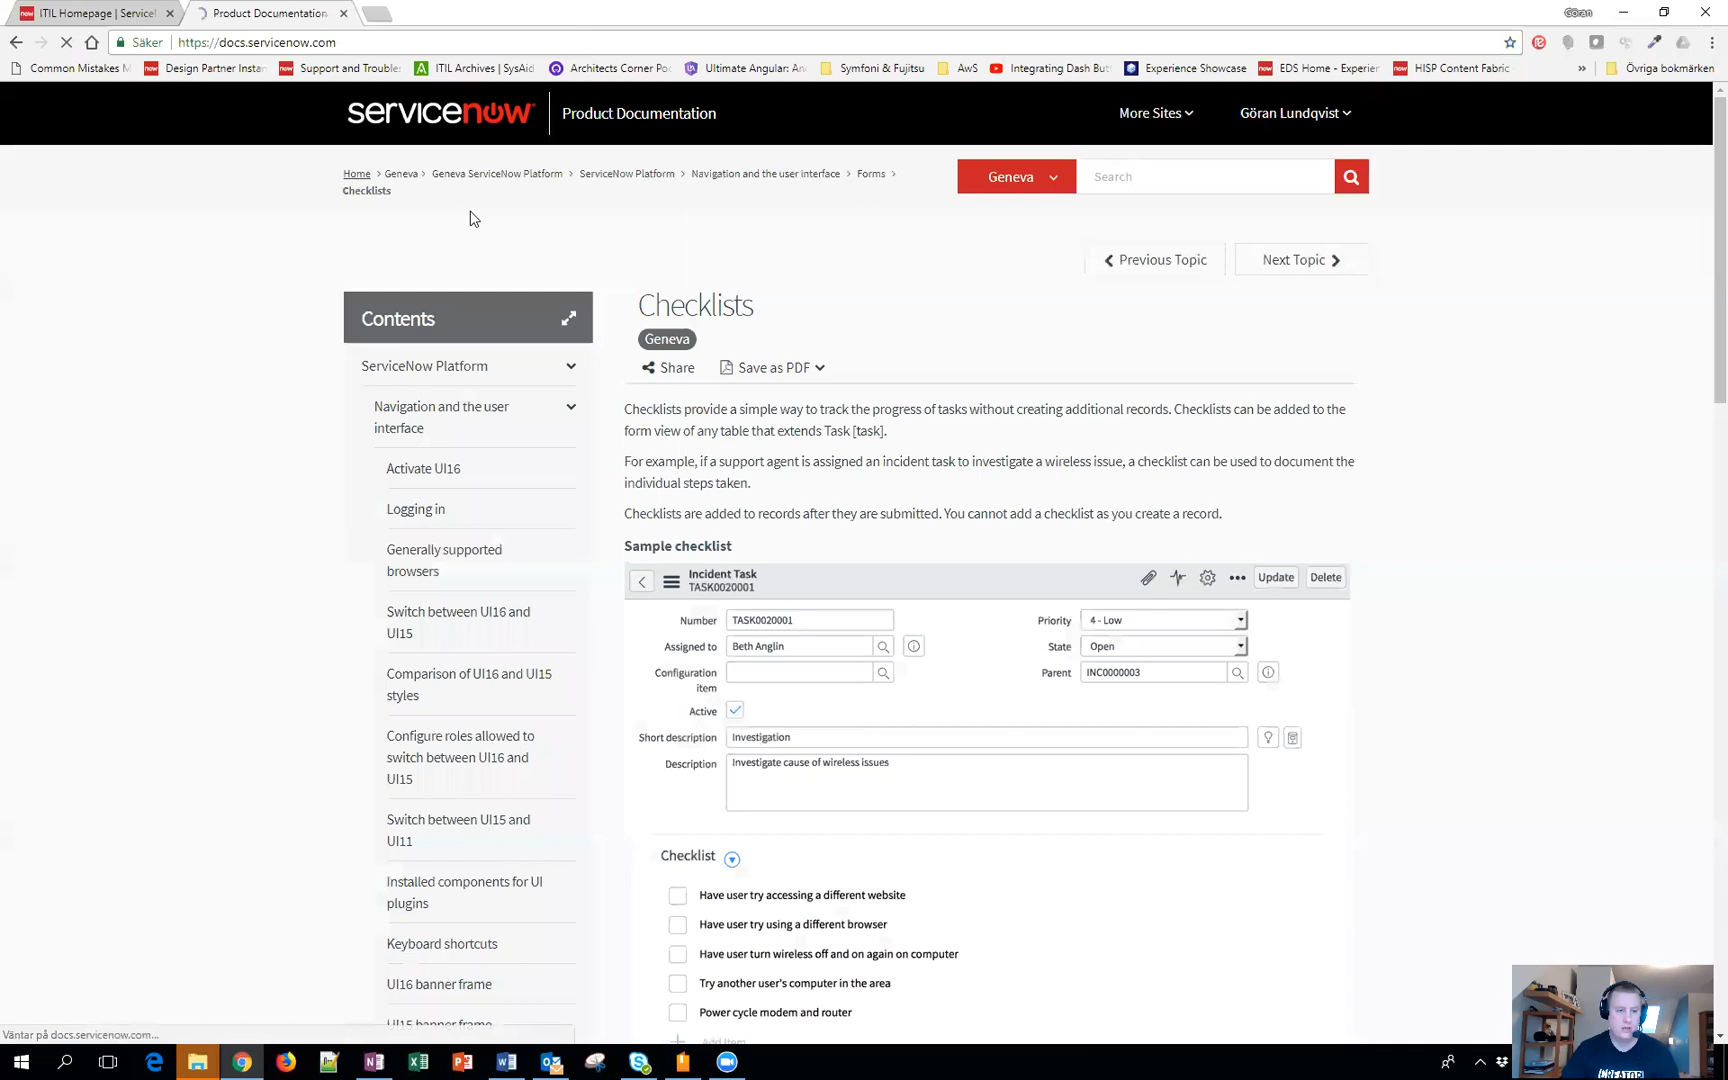 ITIL Homepage | Servicel
Product Documentation
Göran
Säker
https://docs.servicenow.com
Common Mistakes M
Design Partner Instan
Support and Trouble
ITIL Archives | SysAid
Architects Corner Poc
Ultimate Angular: An
Symfoni & Fujitsu
AwS
Integrating Dash But
Experience Showcase
EDS Home - Experien
HISP Content Fabric
Övriga bokmärken
servicenow
Product Documentation
More Sites
Göran Lundqvist
Home > Geneva > Geneva ServiceNow Platform > ServiceNow Platform > Navigation and the user interface > Forms >
Checklists
Geneva
Search
Previous Topic
Next Topic
Contents
ServiceNow Platform
Navigation and the user
interface
Activate UI16
Logging in
Generally supported
browsers
Switch between UI16 and
UI15
Comparison of UI16 and UI15
styles
Configure roles allowed to
switch between UI16 and
UI15
Switch between UI15 and
UI11
Installed components for UI
plugins
Keyboard shortcuts
UI16 banner frame
UI15 banner frame
Checklists
Geneva
Share
Save as PDF
Checklists provide a simple way to track the progress of tasks without creating additional records. Checklists can be added to the
form view of any table that extends Task [task].
For example, if a support agent is assigned an incident task to investigate a wireless issue, a checklist can be used to document the
individual steps taken.
Checklists are added to records after they are submitted. You cannot add a checklist as you create a record.
Sample checklist
Incident Task
TASK0020001
Update
Delete
Number
TASK0020001
Priority
4 - Low
Assigned to
Beth Anglin
State
Open
Configuration
item
Parent
INC0000003
Active
Short description
Investigation
Description
Investigate cause of wireless issues
Checklist
Have user try accessing a different website
Have user try using a different browser
Have user turn wireless off and on again on computer
Try another user's computer in the area
Power cycle modem and router
Add item
Väntar på docs.servicenow.com...